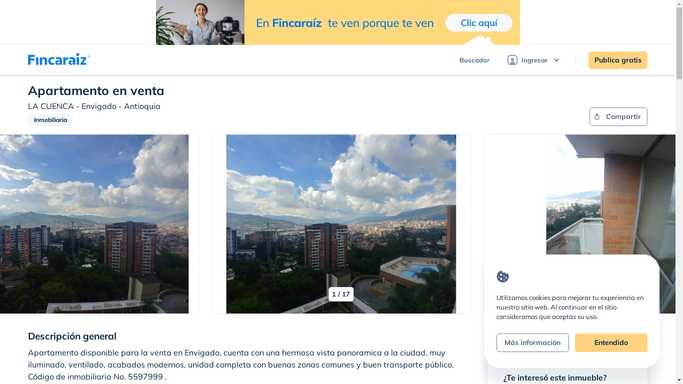 En Fincaraíz te ven porque te ven
Clic aquí
Fincaraiz
Buscador
Ingresar
Publica gratis
Apartamento en venta
LA CUENCA - Envigado - Antioquia
Inmobiliaria
Compartir
1 / 17
Descripción general
Apartamento disponible para la venta en Envigado, cuenta con una hermosa vista panoramica a la ciudad, muy
iluminado, ventilado, acabados modernos, unidad completa con buenas zonas comunes y buen transporte público.
Código de inmobiliaria No. 5597999 .
Utilizamos cookies para mejorar tu experiencia en
nuestro sitio web. Al continuar en el sitio
consideramos que aceptas su uso.
Más información
Entendido
¿Te interesó este inmueble?